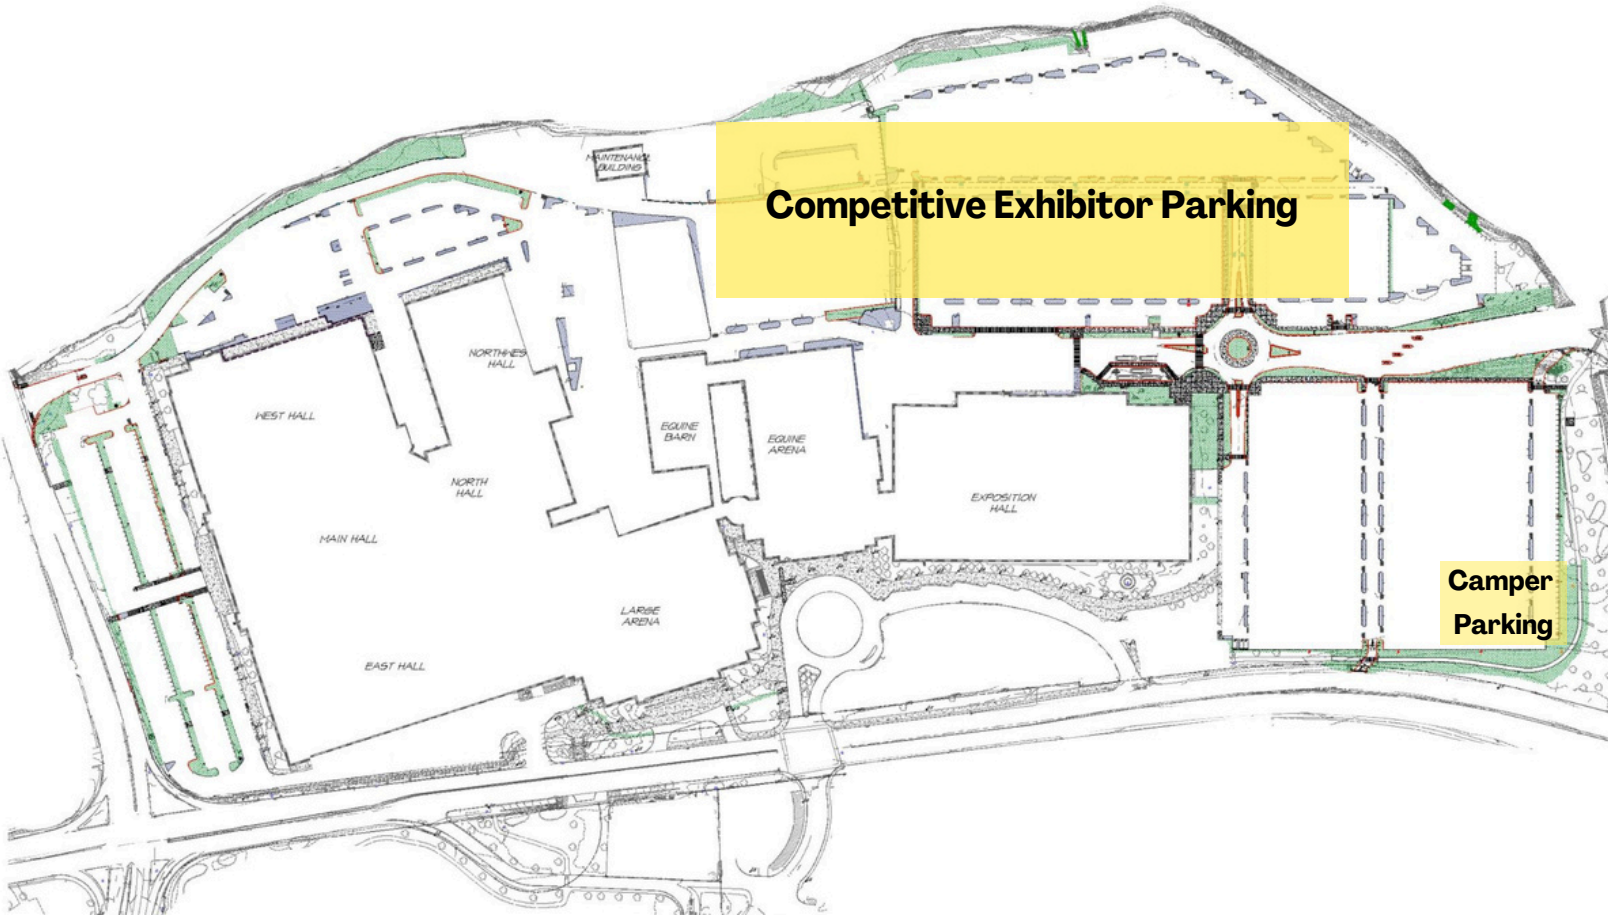 MAINTENANCE
BUILDING
Competitive Exhibitor Parking
NORTHWEST
HALL
WEST HALL
EQUINE
BARN
EQUINE
ARENA
NORTH
HALL
EXPOSITION
HALL
MAIN HALL
Camper
Parking
LARGE
ARENA
EAST HALL